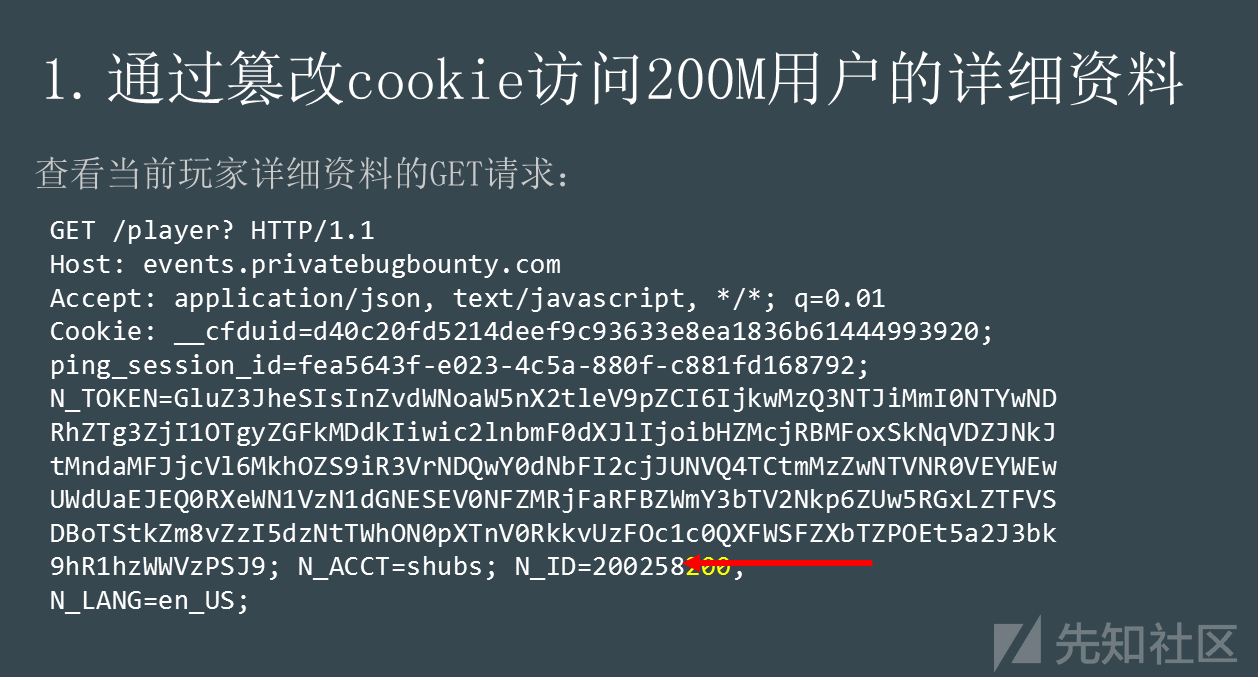 1. 通过篡改cookie访问200M用户的详细资料
查看当前玩家详细资料的GET请求:
GET /player? HTTP/1.1
Host: events.privatebugbounty.com
Accept: application/json, text/javascript, */*; q=0.01
Cookie: __cfduid=d40c20fd5214deef9c93633e8ea1836b61444993920;
ping_session_id=fea5643f-e023-4c5a-880f-c881fd168792;
N_TOKEN=GluZ3JheSIsInZvdWNoaW5nX2tleV9pZCI6IjkwMzQ3NTJiMmI0NTYwND
RhZTg3ZjI1OTgyZGFkMDdkIiwic2lnbmF0dXJlIjoibHZMcjRBMFoxSkNqVDZJNkJ
tMndaMFJjcVl6MkhOZS9iR3VrNDQwY0dNbFI2cjJUNVQ4TCtmMzZwNTVNR0VEYWEw
UWdUaEJEQ0RXeWN1VzN1dGNESEV0NFZMRjFaRFBZWmY3bTV2Nkp6ZUw5RGxLZTFVS
DBoTStkZm8vZzI5dzNtTWhON0pXTnV0RkkvUzFOc1c0QXFWSFZXbTZPOEt5a2J3bk
9hR1hzWWVzPSJ9; N_ACCT=shubs; N_ID=200258200;
N_LANG=en_US;
先知社区